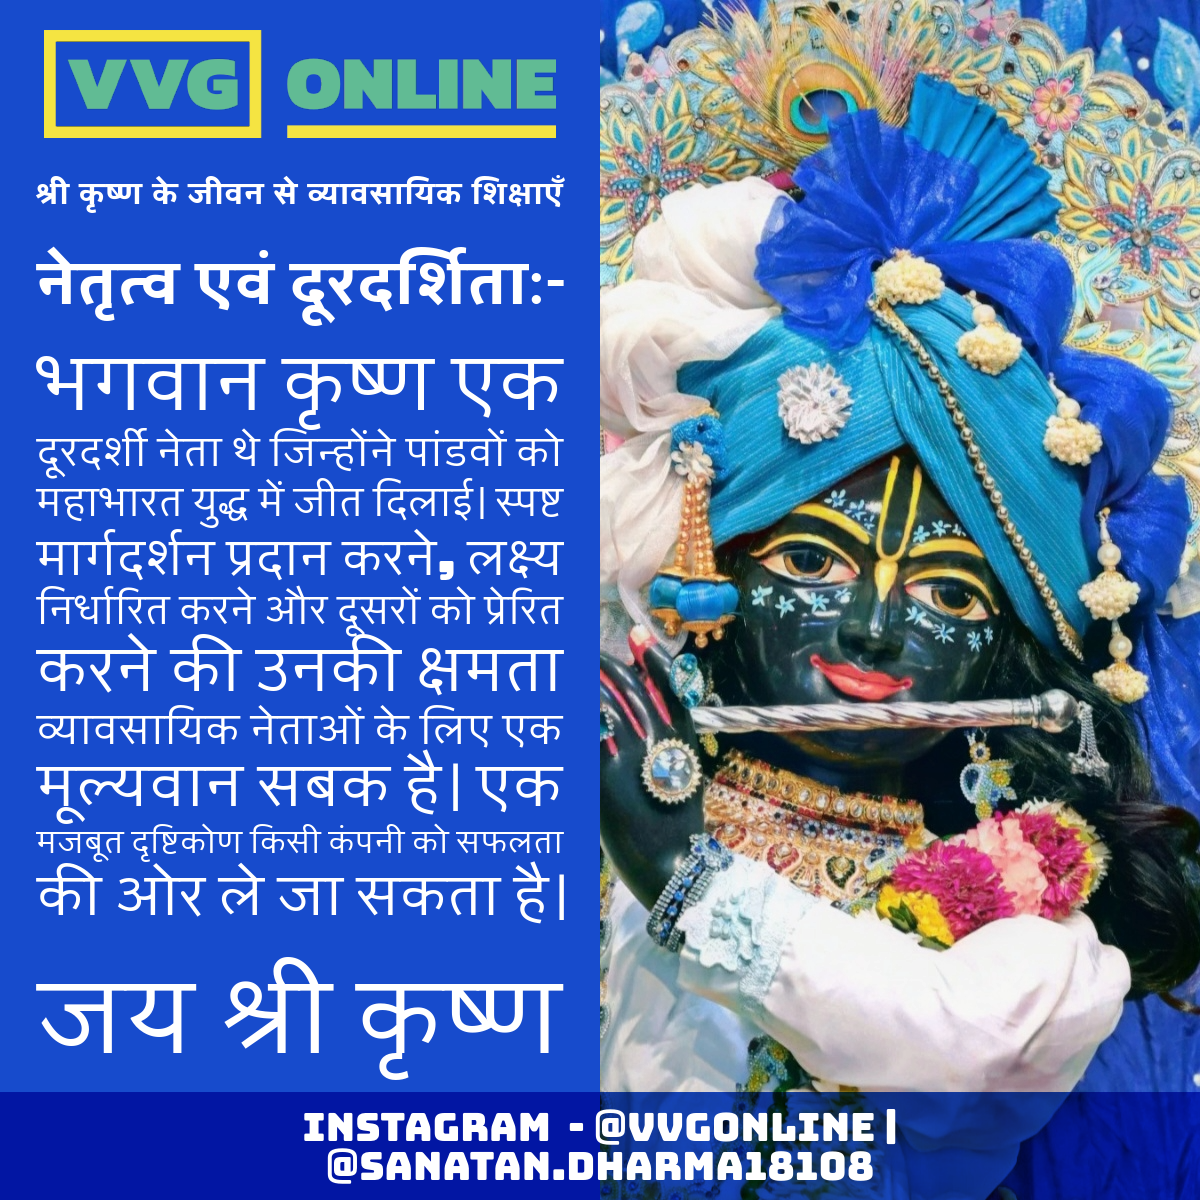 VVG ONLINE
श्री कृष्ण के जीवन से व्यावसायिक शिक्षाएँ
नेतृत्व एवं दूरदर्शिताः-
भगवान कृष्ण एक
दूरदर्शी नेता थे जिन्होंने पांडवों को
महाभारत युद्ध में जीत दिलाई। स्पष्ट
मार्गदर्शन प्रदान करने, लक्ष्य
निर्धारित करने और दूसरों को प्रेरित
करने की उनकी क्षमता
व्यावसायिक नेताओं के लिए एक
मूल्यवान सबक है। एक
मजबूत दृष्टिकोण किसी कंपनी को सफलता
की ओर ले जा सकता है।
जय श्री कृष्ण
INSTAGRAM - @VVGONLINE |
@SANATAN.DHARMA18108